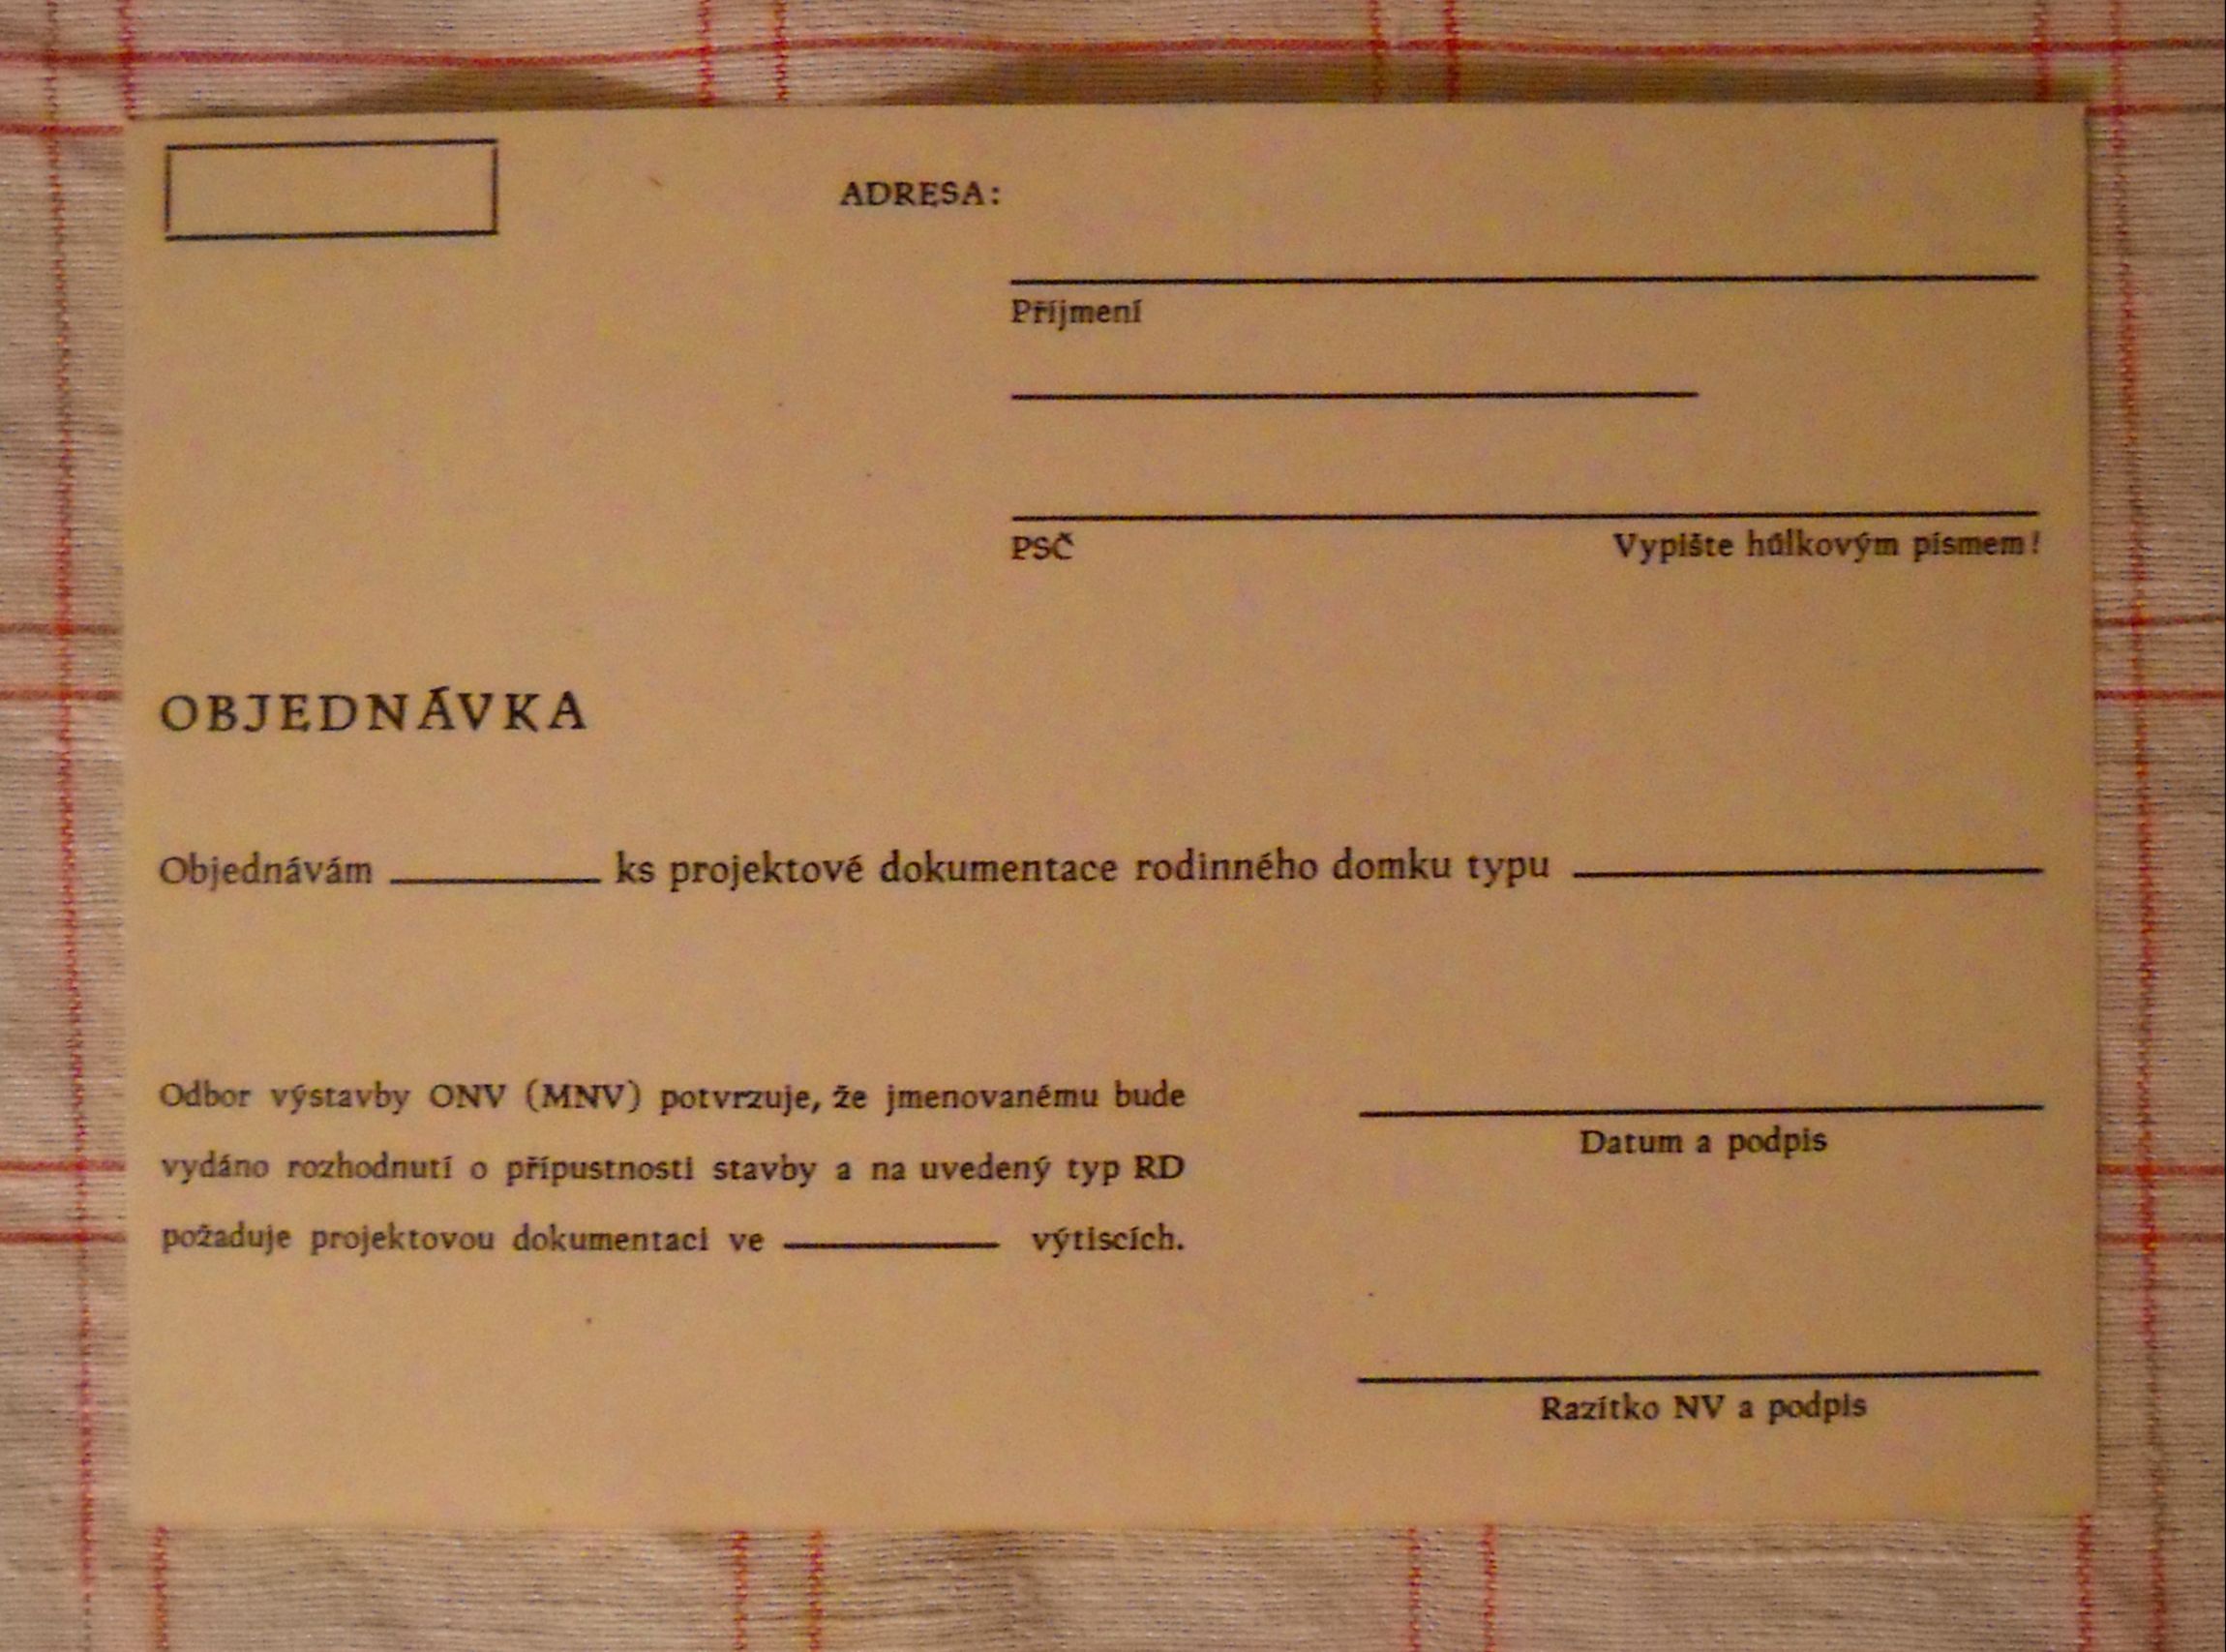 ADRESA:
Příjmení
PSČ Vypište hůlkovým písmem!
OBJEDNÁVKA
Objednávám ks projektové dokumentace rodinného domku typu
Odbor výstavby ONV (MNV) potvrzuje, že jmenovanému bude
vydáno rozhodnutí o přípustnosti stavby a na uvedený typ RD
požaduje projektovou dokumentaci ve výtiscích.
Datum a podpis
Razítko NV a podpis